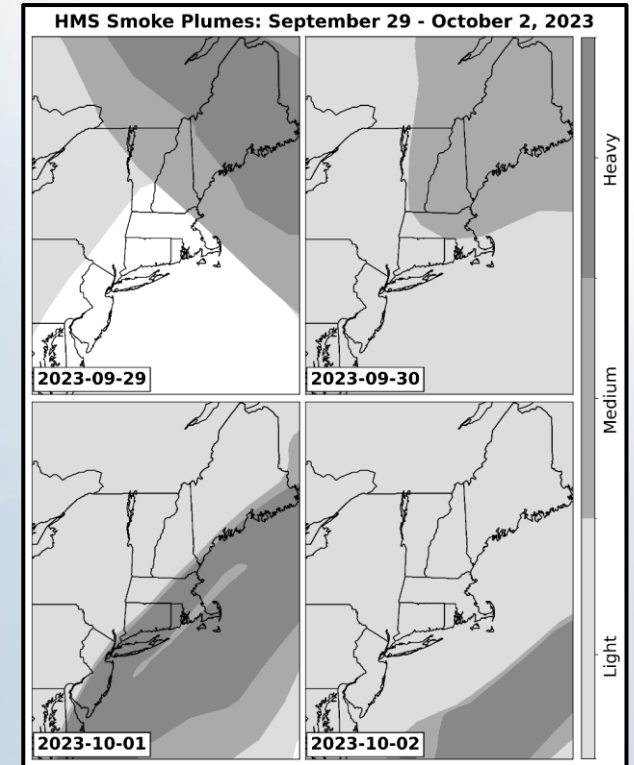 HMS Smoke Plumes: September 29 - October 2, 2023
2023-09-29
2023-09-30
2023-10-01
2023-10-02
Heavy
Medium
Light